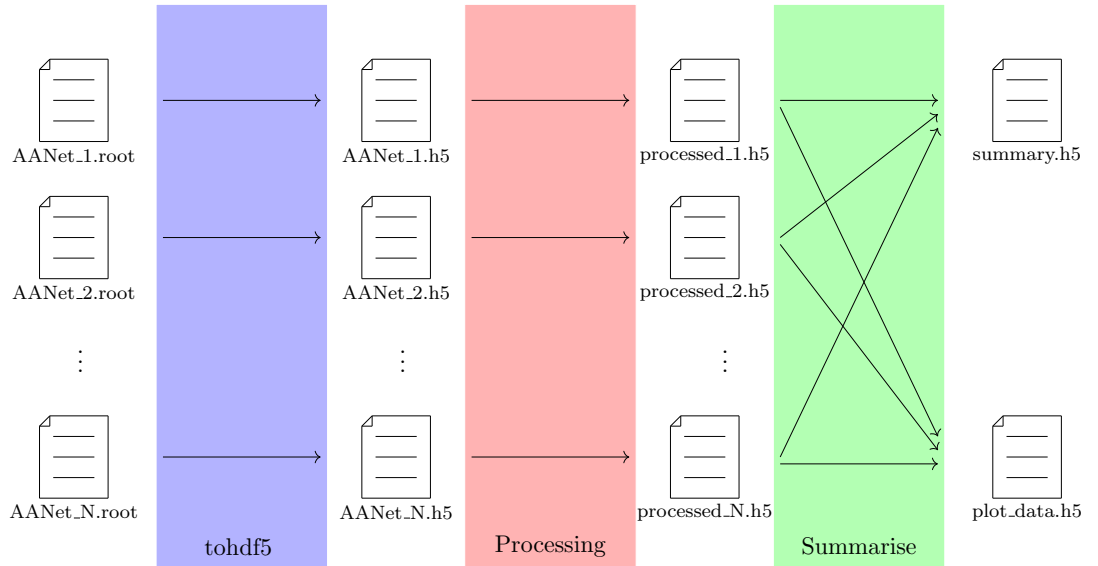 AANet_1.root
AANet_1.h5
processed_1.h5
summary.h5
AANet_2.root
AANet_2.h5
processed_2.h5
⋮
⋮
⋮
AANet_N.root
AANet_N.h5
processed_N.h5
plot_data.h5
tohdf5
Processing
Summarise